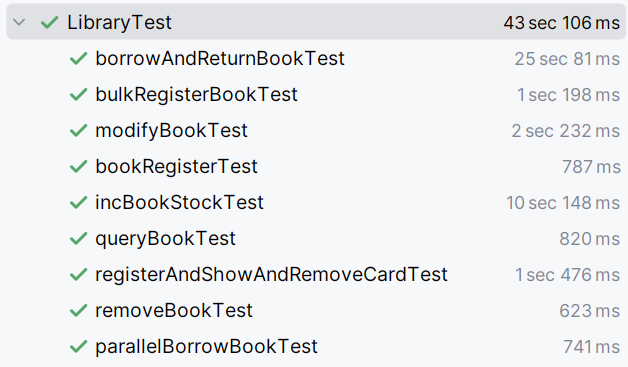 LibraryTest 43 sec 106 ms
borrowAndReturnBookTest 25 sec 81 ms
bulkRegisterBookTest 1 sec 198 ms
modifyBookTest 2 sec 232 ms
bookRegisterTest 787 ms
incBookStockTest 10 sec 148 ms
queryBookTest 820 ms
registerAndShowAndRemoveCardTest 1 sec 476 ms
removeBookTest 623 ms
parallelBorrowBookTest 741 ms